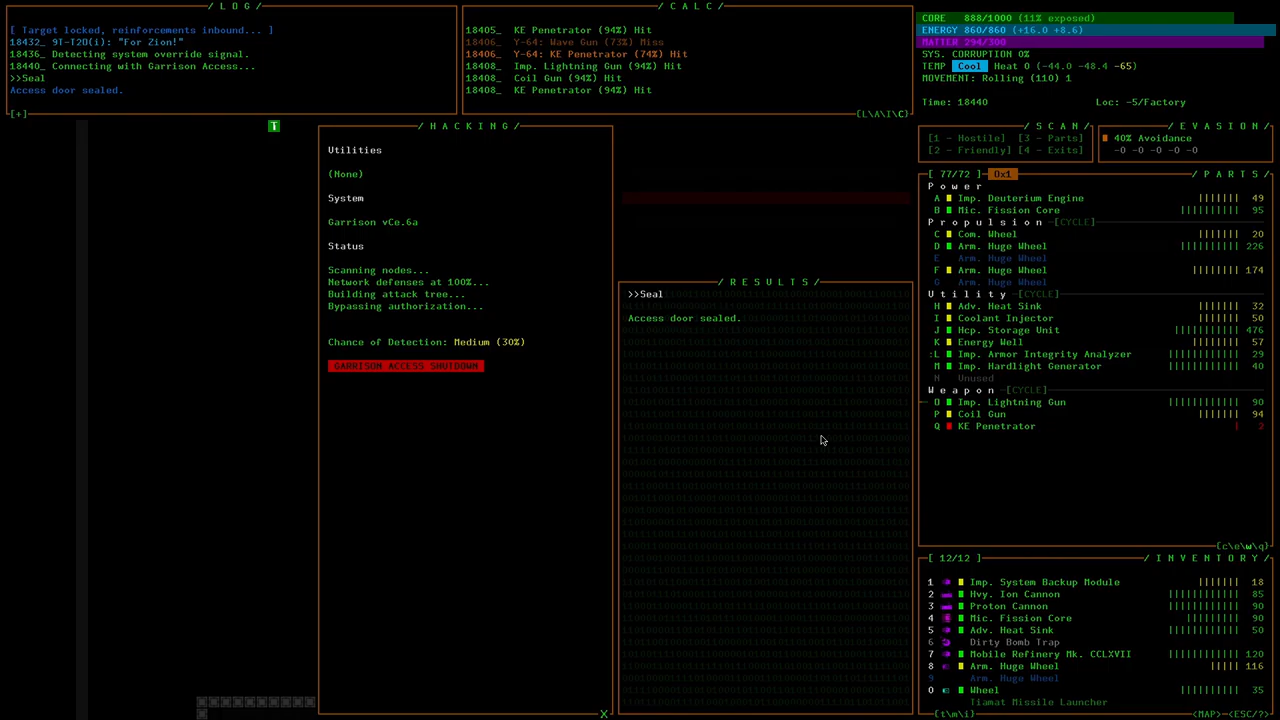 / L O G /
[ Target locked, reinforcements inbound... ]
18432_ 9T-T2D(i): "For Zion!"
18436_ Detecting system override signal.
18440_ Connecting with Garrison Access...
>>Seal
Access door sealed.
[+]
/ C A L C /
18405_ KE Penetrator (94%) Hit
18406_ Y-64: Wave Gun (73%) Miss
18406_ Y-64: KE Penetrator (74%) Hit
18408_ Imp. Lightning Gun (94%) Hit
18408_ Coil Gun (94%) Hit
18408_ KE Penetrator (94%) Hit
[L\A\I\C]
CORE 888/1000 (11% exposed)
ENERGY 860/860 (+16.0 +8.6)
MATTER 294/300
SYS. CORRUPTION 0%
TEMP Cool Heat 0 (-44.0 -48.4 -65)
MOVEMENT: Rolling (110) 1
Time: 18440 Loc: -5/Factory
/ S C A N /
[1 - Hostile] [3 - Parts]
[2 - Friendly] [4 - Exits]
/ E V A S I O N /
40% Avoidance
-0 -0 -0 -0 -0
T
/ H A C K I N G /
Utilities
(None)
System
Garrison vCe.6a
Status
Scanning nodes...
Network defenses at 100%...
Building attack tree...
Bypassing authorization...
Chance of Detection: Medium (30%)
GARRISON ACCESS SHUTDOWN
X
/ R E S U L T S /
>>Seal
Access door sealed.
[ 77/72 ] 0x1 / P A R T S /
P o w e r
A Imp. Deuterium Engine 49
B Mic. Fission Core 95
P r o p u l s i o n [CYCLE]
C Com. Wheel 20
D Arm. Huge Wheel 226
E Arm. Huge Wheel
F Arm. Huge Wheel 174
G Arm. Huge Wheel
U t i l i t y [CYCLE]
H Adv. Heat Sink 32
I Coolant Injector 50
J Hcp. Storage Unit 476
K Energy Well 57
:L Imp. Armor Integrity Analyzer 29
M Imp. Hardlight Generator 40
N Unused
W e a p o n [CYCLE]
O Imp. Lightning Gun 90
P Coil Gun 94
Q KE Penetrator 2
[c\e\w\q]
[ 12/12 ] / I N V E N T O R Y /
1 Imp. System Backup Module 18
2 Hvy. Ion Cannon 85
3 Proton Cannon 90
4 Mic. Fission Core 90
5 Adv. Heat Sink 50
6 Dirty Bomb Trap
7 Mobile Refinery Mk. CCLXVII 120
8 Arm. Huge Wheel 116
9 Arm. Huge Wheel
0 Wheel 35
Tiamat Missile Launcher
[t\m\i] <MAP> <ESC/?>